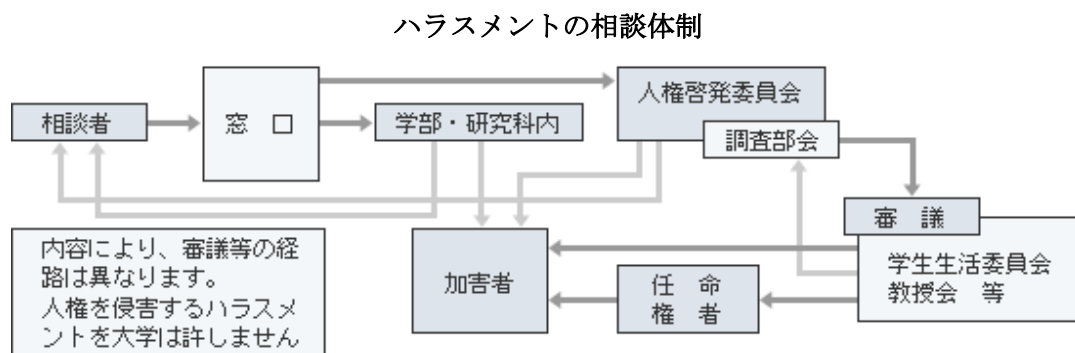 ハラスメントの相談体制
相談者
窓　口
学部・研究科内
人権啓発委員会
調査部会
審　議
学生生活委員会
教授会　等
加害者
任　命
権　者
内容により、審議等の経
路は異なります。
人権を侵害するハラスメ
ントを大学は許しません